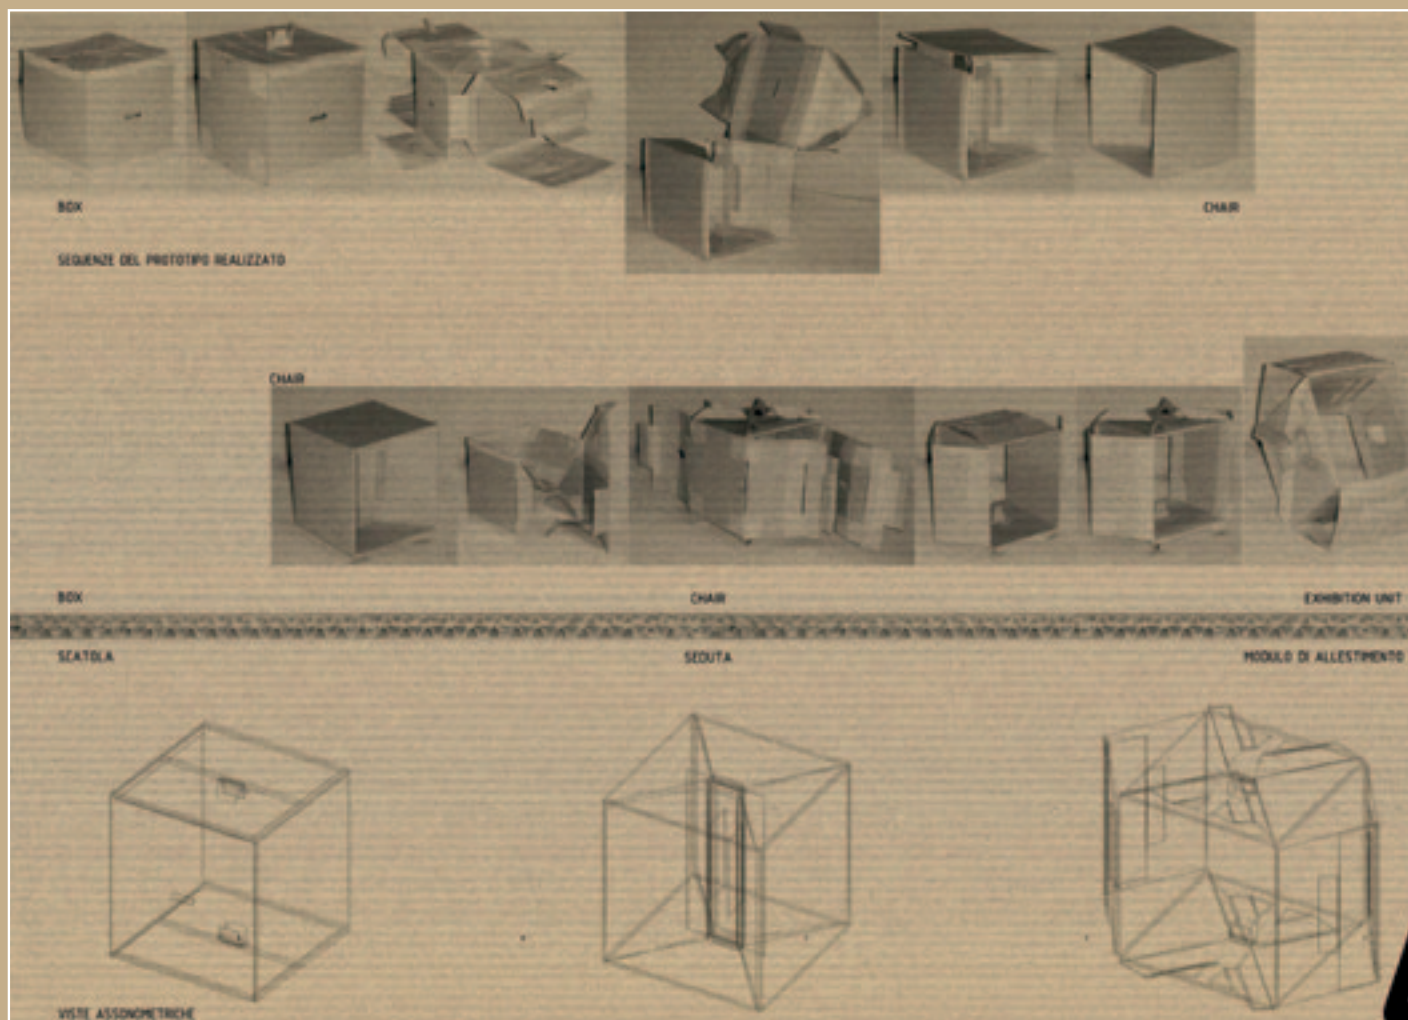 BOX
CHAIR
SEQUENZE DEL PROTOTIPO REALIZZATO
CHAIR
BOX
CHAIR
EXHIBITION UNIT
SCATOLA
SEDUTA
MODULO DI ALLESTIMENTO
VISTE ASSONOMETRICHE